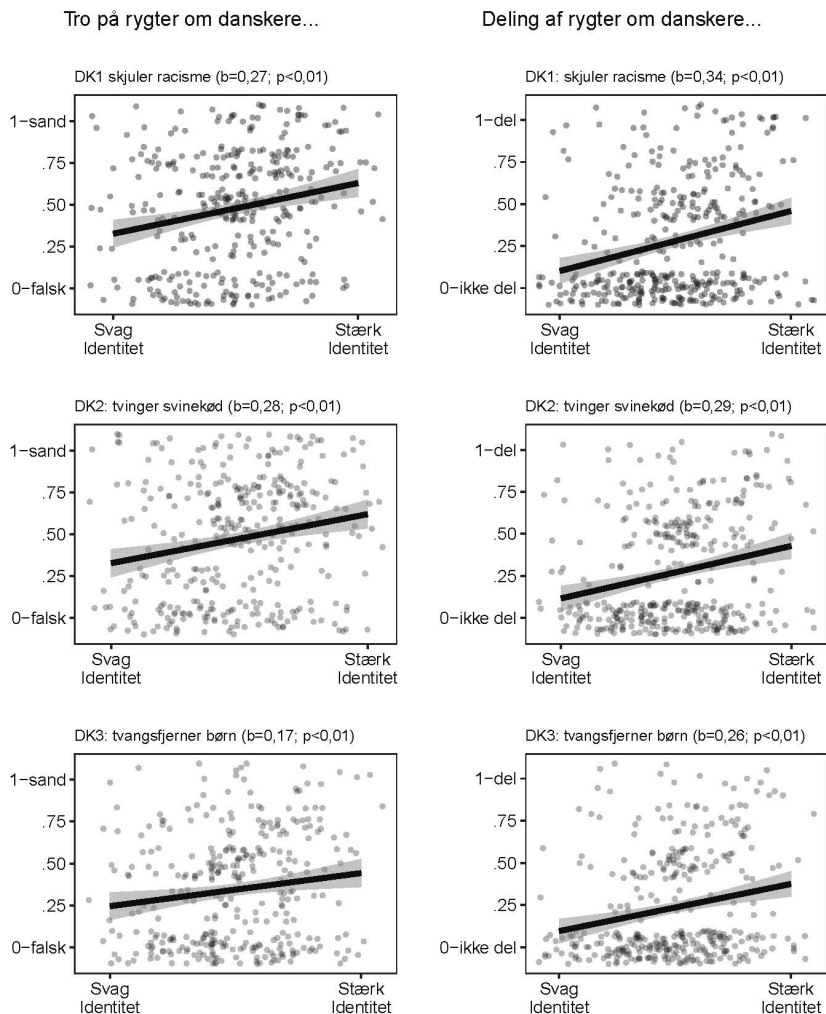 Tro på rygter om danskere...
Deling af rygter om danskere...
DK1 skjuler racisme (b=0,27; p<0,01)
1−sand
.75
.50
.25
0−falsk
Svag
Identitet
Stærk
Identitet
DK1: skjuler racisme (b=0,34; p<0,01)
1−del
.75
.50
.25
0−ikke del
Svag
Identitet
Stærk
Identitet
DK2: tvinger svinekød (b=0,28; p<0,01)
1−sand
.75
.50
.25
0−falsk
Svag
Identitet
Stærk
Identitet
DK2: tvinger svinekød (b=0,29; p<0,01)
1−del
.75
.50
.25
0−ikke del
Svag
Identitet
Stærk
Identitet
DK3: tvangsfjerner børn (b=0,17; p<0,01)
1−sand
.75
.50
.25
0−falsk
Svag
Identitet
Stærk
Identitet
DK3: tvangsfjerner børn (b=0,26; p<0,01)
1−del
.75
.50
.25
0−ikke del
Svag
Identitet
Stærk
Identitet